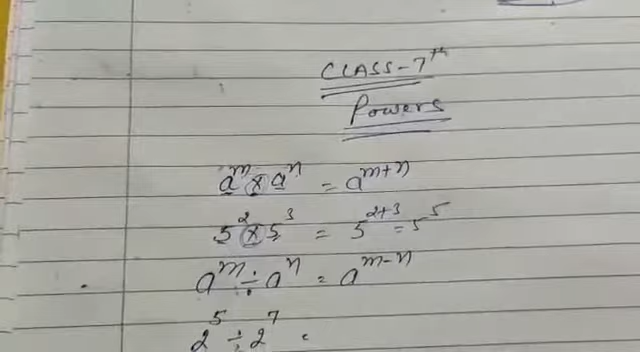 CLASS-7th
Powers
a^m × a^n = a^m+n
5^2 × 5^3 = 5^2+3 = 5^5
a^m ÷ a^n = a^m-n
2^5 ÷ 2^7 =